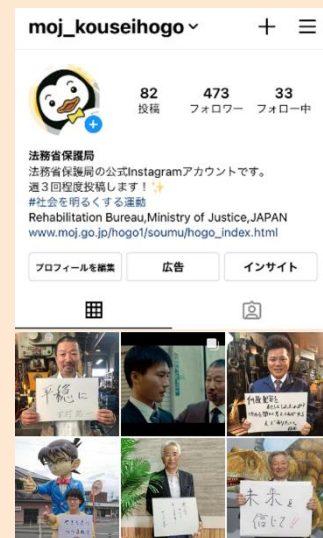 moj_kouseihogo
82
473
33
投稿
フォロワー
フォロー中
法務省保護局
法務省保護局の公式Instagramアカウントです。
週3回程度投稿します！✨
#社会を明るくする運動
Rehabilitation Bureau,Ministry of Justice,JAPAN
www.moj.go.jp/hogo1/soumu/hogo_index.html
プロフィールを編集
広告
インサイト
平穏に
未来を
信じて